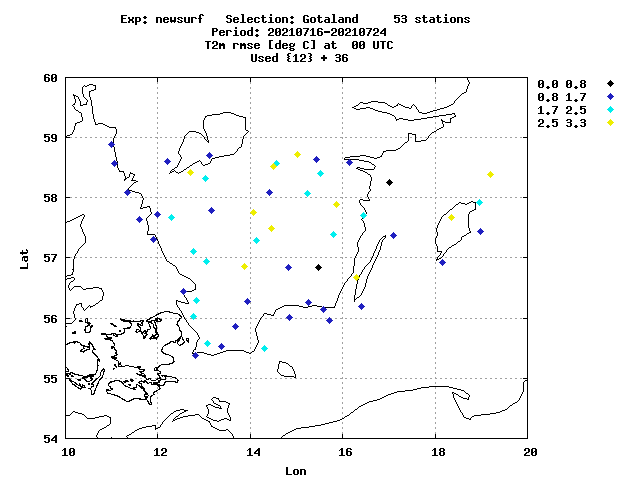 Exp: newsurf   Selection: Gotaland     53 stations
Period: 20210716-20210724
T2m rmse [deg C] at  00 UTC
Used {12} + 36
60
59
58
57
56
55
54
Lat
10 12 14 16 18 20
Lon
0.0 0.8
0.8 1.7
1.7 2.5
2.5 3.3